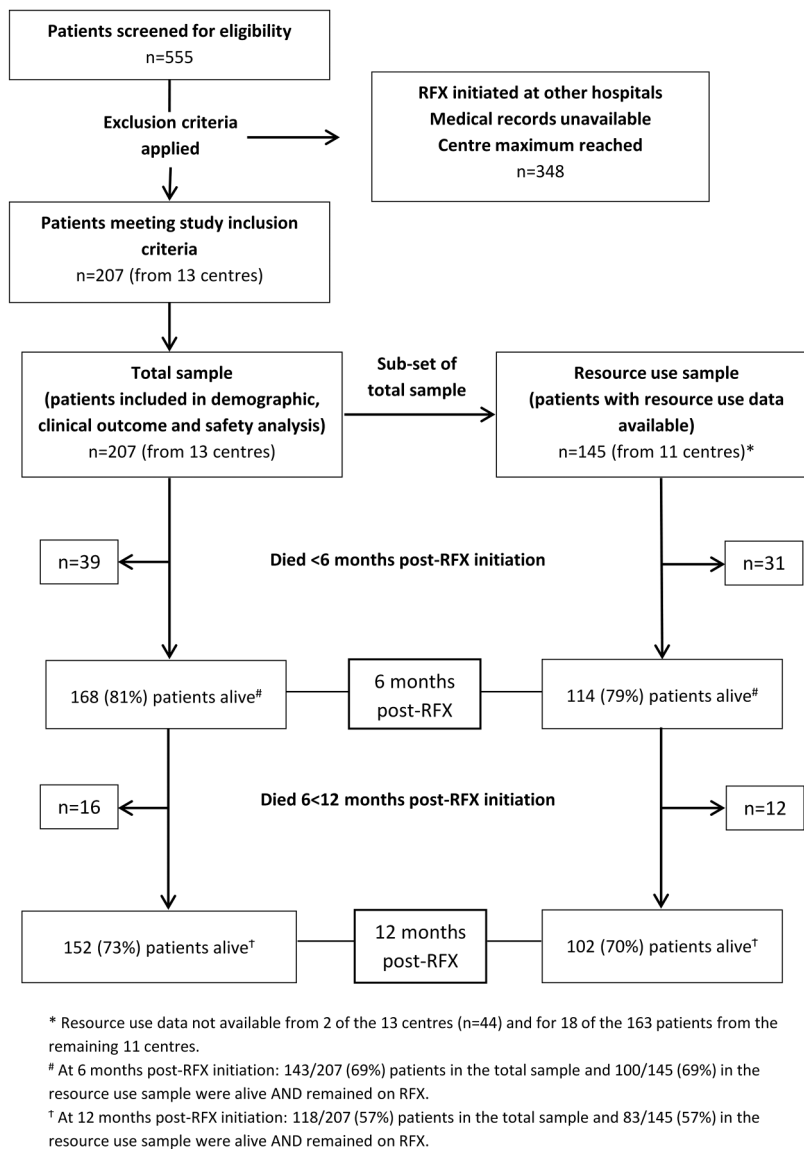 Patients screened for eligibility
n=555
Exclusion criteria
applied
RFX initiated at other hospitals
Medical records unavailable
Centre maximum reached
n=348
Patients meeting study inclusion
criteria
n=207 (from 13 centres)
Total sample
(patients included in demographic,
clinical outcome and safety analysis)
n=207 (from 13 centres)
Sub-set of
total sample
Resource use sample
(patients with resource use data
available)
n=145 (from 11 centres)*
n=39
Died <6 months post-RFX initiation
n=31
168 (81%) patients alive#
6 months
post-RFX
114 (79%) patients alive#
n=16
Died 6<12 months post-RFX initiation
n=12
152 (73%) patients alive†
12 months
post-RFX
102 (70%) patients alive†
* Resource use data not available from 2 of the 13 centres (n=44) and for 18 of the 163 patients from the
remaining 11 centres.
# At 6 months post-RFX initiation: 143/207 (69%) patients in the total sample and 100/145 (69%) in the
resource use sample were alive AND remained on RFX.
† At 12 months post-RFX initiation: 118/207 (57%) patients in the total sample and 83/145 (57%) in the
resource use sample were alive AND remained on RFX.